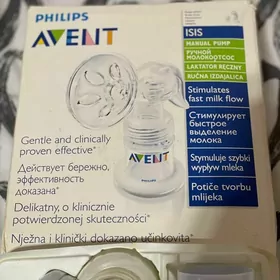 PHILIPS
AVENT
ISIS
MANUAL PUMP
РУЧНОЙ
МОЛОКООТСОС
LAKTATOR RĘCZNY
RUČNA IZDAJALICA
Stimulates
fast milk flow
Стимулирует
быстрое
выделение
молока
Stymuluje szybki
wypływ mleka
Potiče tvorbu
mlijeka
Gentle and clinically
proven effective*
Действует бережно,
эффективность
доказана*
Delikatny, o klinicznie
potwierdzonej skuteczności*
Nježna i klinički dokazano učinkovita*
PHILIPS
AVENT